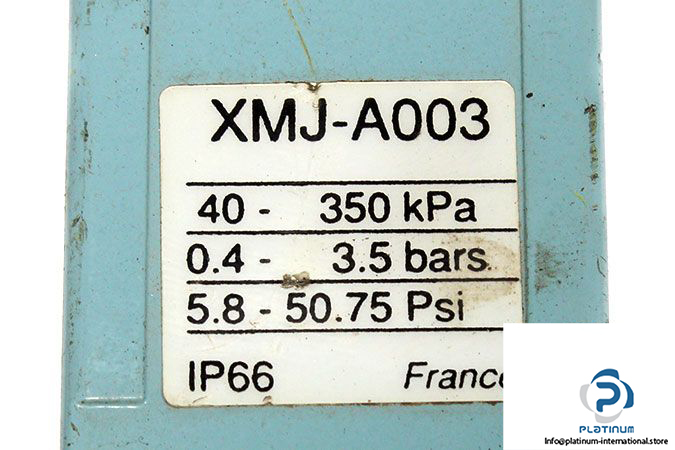 XMJ-A003
40 - 350 kPa
0.4 - 3.5 bars
5.8 - 50.75 Psi
IP66 France
PLATINUM
Info@platinum-international.store